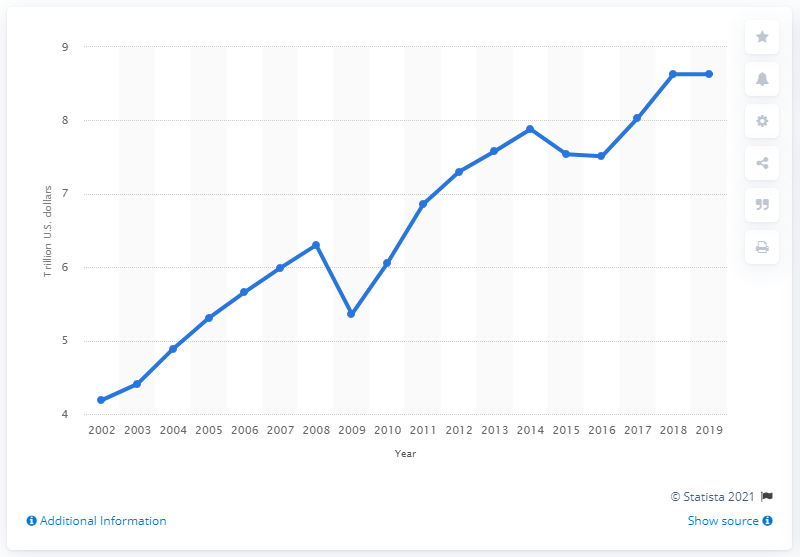 9
8
7
6
5
4
Trillion U.S. dollars
2002 2003 2004 2005 2006 2007 2008 2009 2010 2011 2012 2013 2014 2015 2016 2017 2018 2019
Year
© Statista 2021
Additional Information
Show source